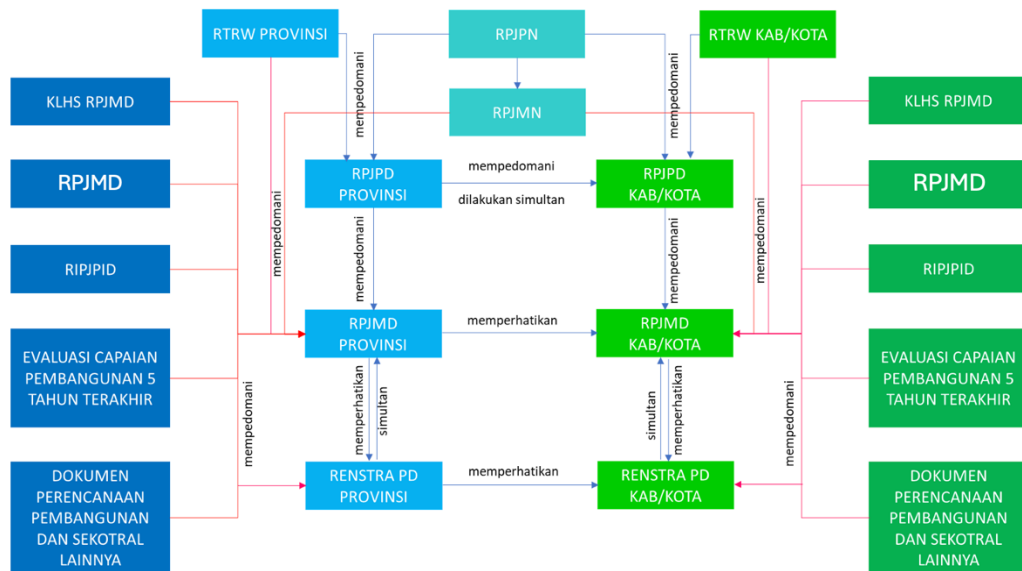 RTRW PROVINSI
RPJPN
RTRW KAB/KOTA
mempedomani
mempedomani
KLHS RPJMD
RPJMN
KLHS RPJMD
RPJMD
RPJPD
PROVINSI
mempedomani
dilakukan simultan
RPJPD
KAB/KOTA
RPJMD
mempedomani
mempedomani
mempedomani
mempedomani
RIPJPID
RIPJPID
RPJMD
PROVINSI
memperhatikan
RPJMD
KAB/KOTA
EVALUASI CAPAIAN
PEMBANGUNAN 5
TAHUN TERAKHIR
EVALUASI CAPAIAN
PEMBANGUNAN 5
TAHUN TERAKHIR
mempedomani
memperhatikan
simultan
simultan
memperhatikan
mempedomani
DOKUMEN
PERENCANAAN
PEMBANGUNAN
DAN SEKOTRAL
LAINNYA
RENSTRA PD
PROVINSI
memperhatikan
RENSTRA PD
KAB/KOTA
DOKUMEN
PERENCANAAN
PEMBANGUNAN
DAN SEKOTRAL
LAINNYA